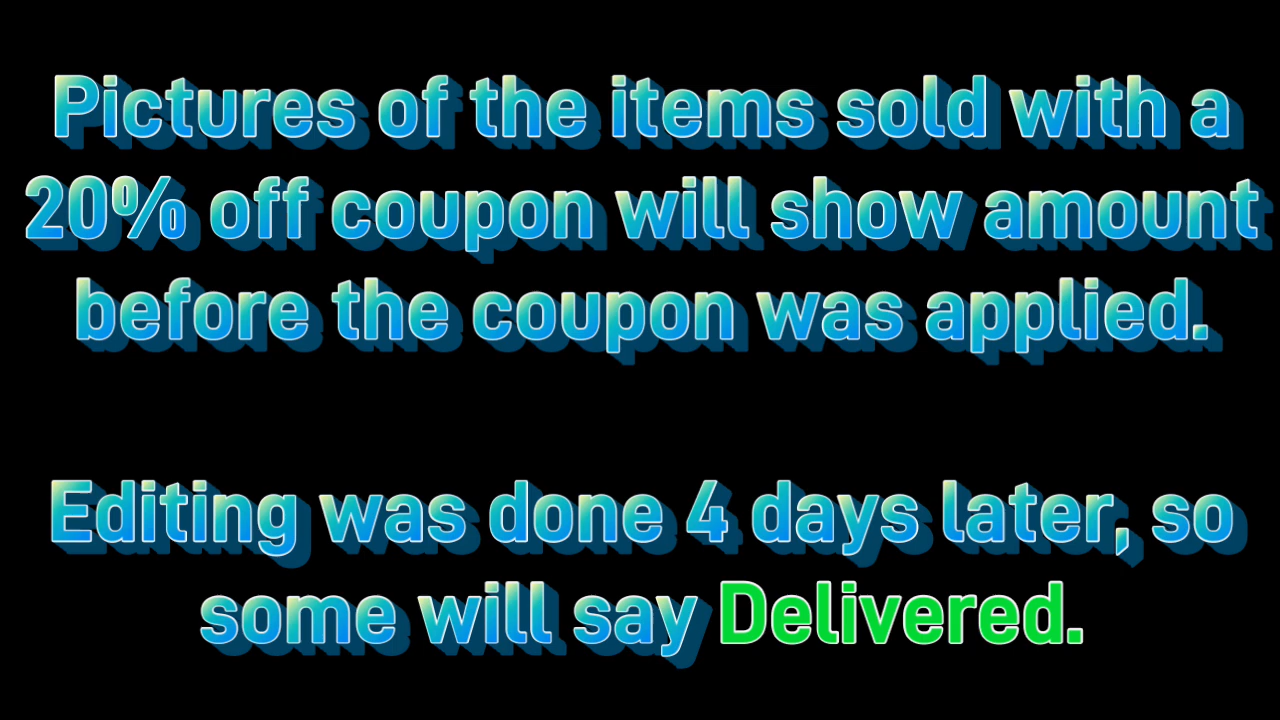 Pictures of the items sold with a
20% off coupon will show amount
before the coupon was applied.
Editing was done 4 days later, so
some will say Delivered.